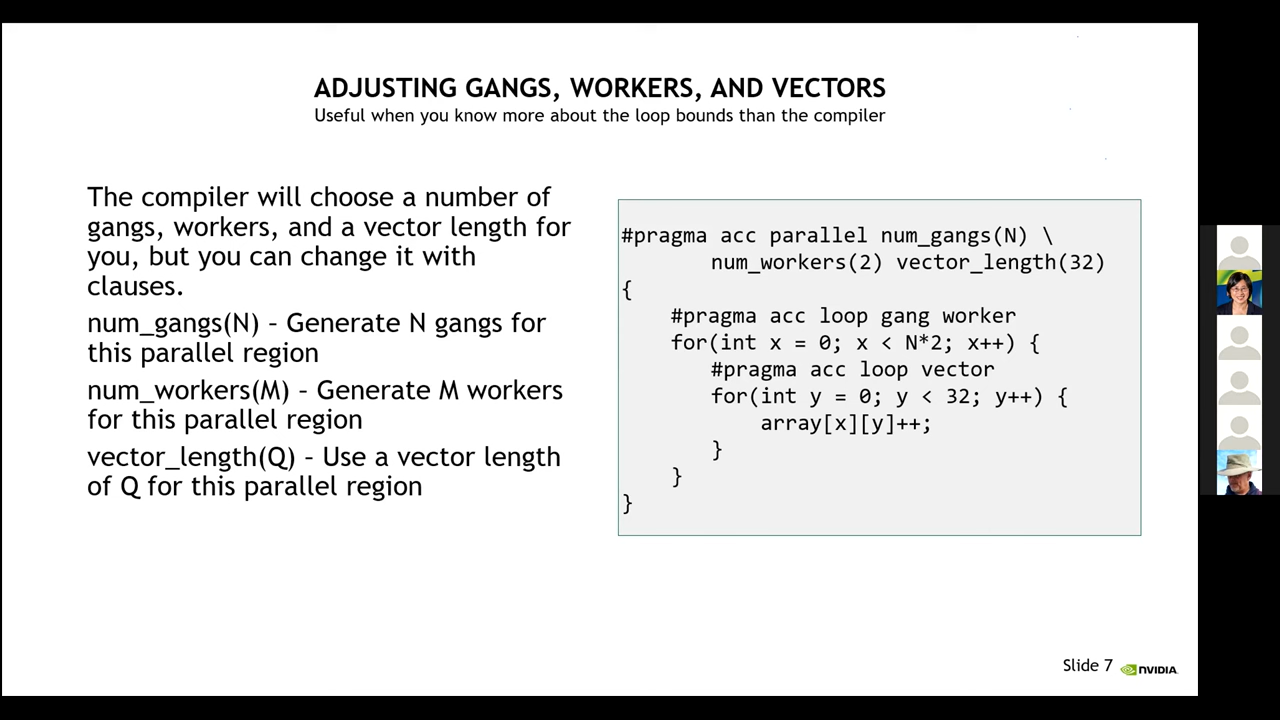 ADJUSTING GANGS, WORKERS, AND VECTORS
Useful when you know more about the loop bounds than the compiler
The compiler will choose a number of
gangs, workers, and a vector length for
you, but you can change it with
clauses.
num_gangs(N) – Generate N gangs for
this parallel region
num_workers(M) – Generate M workers
for this parallel region
vector_length(Q) – Use a vector length
of Q for this parallel region
#pragma acc parallel num_gangs(N) \
        num_workers(2) vector_length(32)
{
    #pragma acc loop gang worker
    for(int x = 0; x < N*2; x++) {
        #pragma acc loop vector
        for(int y = 0; y < 32; y++) {
            array[x][y]++;
        }
    }
}
Slide 7
NVIDIA